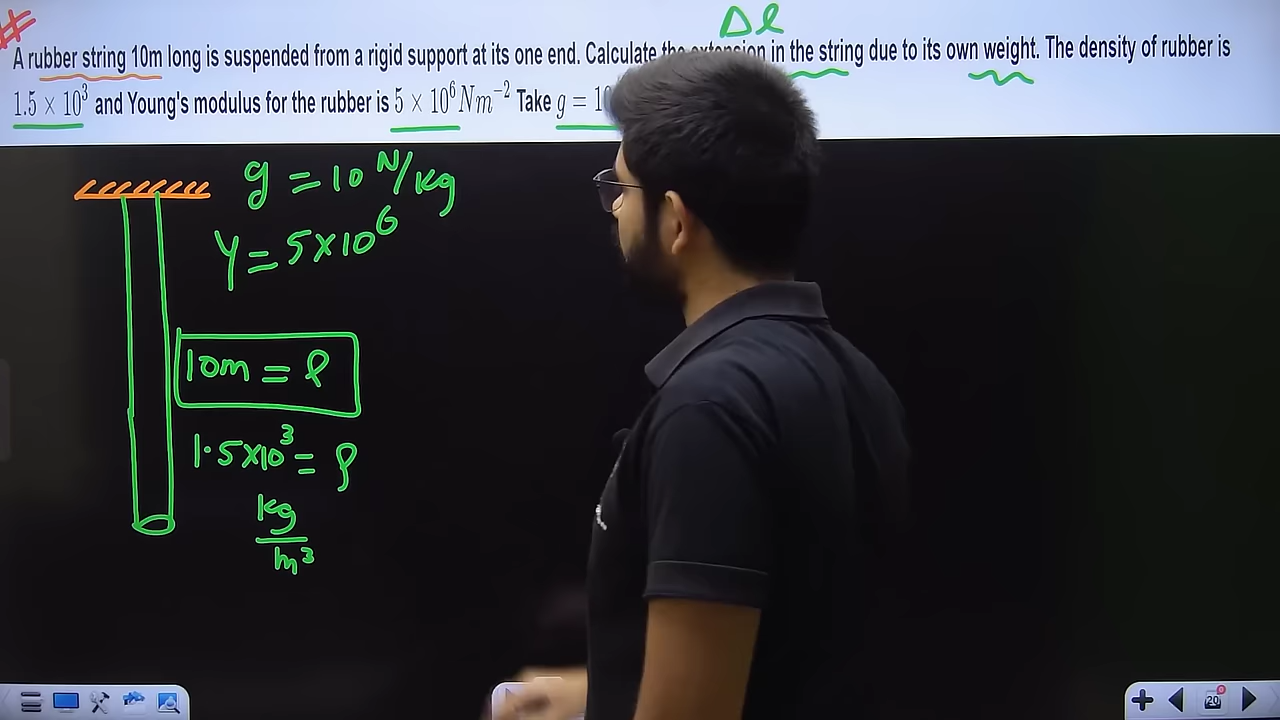 Δl
A rubber string 10m long is suspended from a rigid support at its one end. Calculate the extension in the string due to its own weight. The density of rubber is
1.5 × 10³ and Young's modulus for the rubber is 5 × 10⁶ Nm⁻² Take g = 10
g = 10 N/kg
Y = 5×10⁶
10m = l
1.5×10³ = ρ
kg
m³
20